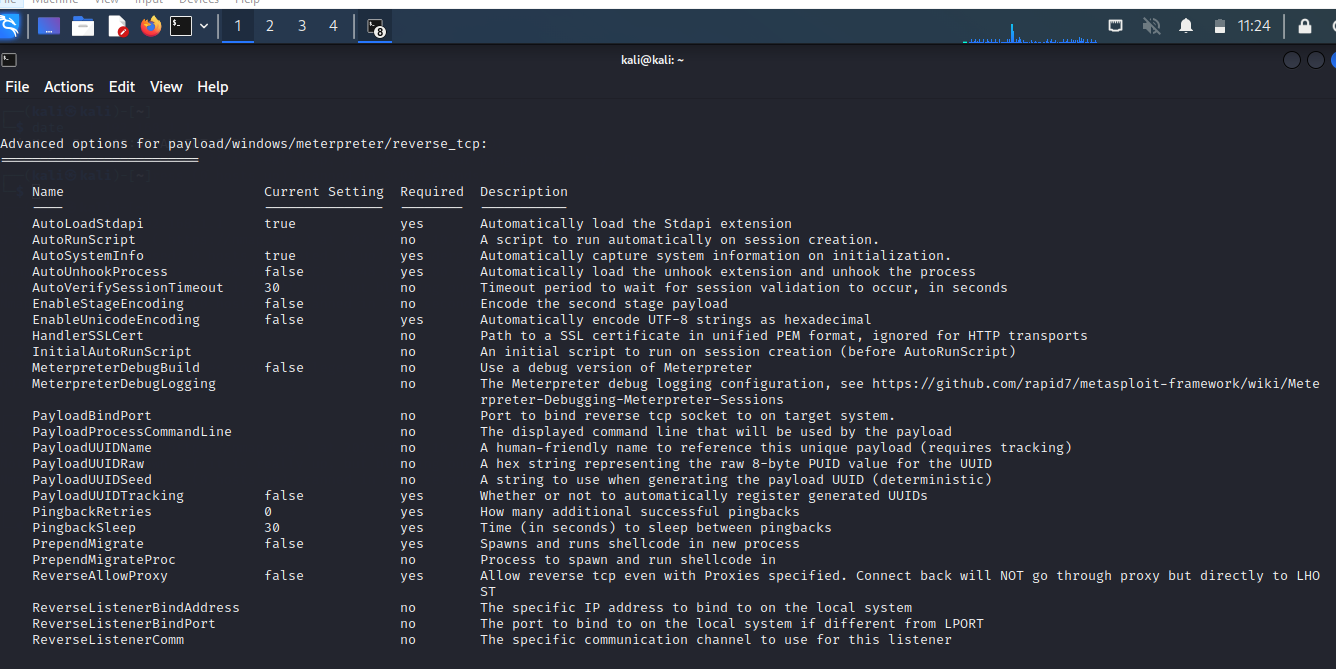 File Machine View Input Devices Help
1 2 3 4 8 11:24
kali@kali: ~
File Actions Edit View Help
Advanced options for payload/windows/meterpreter/reverse_tcp:
Name Current Setting Required Description
AutoLoadStdapi true yes Automatically load the Stdapi extension
AutoRunScript no A script to run automatically on session creation.
AutoSystemInfo true yes Automatically capture system information on initialization.
AutoUnhookProcess false yes Automatically load the unhook extension and unhook the process
AutoVerifySessionTimeout 30 no Timeout period to wait for session validation to occur, in seconds
EnableStageEncoding false no Encode the second stage payload
EnableUnicodeEncoding false yes Automatically encode UTF-8 strings as hexadecimal
HandlerSSLCert no Path to a SSL certificate in unified PEM format, ignored for HTTP transports
InitialAutoRunScript no An initial script to run on session creation (before AutoRunScript)
MeterpreterDebugBuild false no Use a debug version of Meterpreter
MeterpreterDebugLogging no The Meterpreter debug logging configuration, see https://github.com/rapid7/metasploit-framework/wiki/Mete
rpreter-Debugging-Meterpreter-Sessions
PayloadBindPort no Port to bind reverse tcp socket to on target system.
PayloadProcessCommandLine no The displayed command line that will be used by the payload
PayloadUUIDName no A human-friendly name to reference this unique payload (requires tracking)
PayloadUUIDRaw no A hex string representing the raw 8-byte PUID value for the UUID
PayloadUUIDSeed no A string to use when generating the payload UUID (deterministic)
PayloadUUIDTracking false yes Whether or not to automatically register generated UUIDs
PingbackRetries 0 yes How many additional successful pingbacks
PingbackSleep 30 yes Time (in seconds) to sleep between pingbacks
PrependMigrate false yes Spawns and runs shellcode in new process
PrependMigrateProc no Process to spawn and run shellcode in
ReverseAllowProxy false yes Allow reverse tcp even with Proxies specified. Connect back will NOT go through proxy but directly to LHO
ST
ReverseListenerBindAddress no The specific IP address to bind to on the local system
ReverseListenerBindPort no The port to bind to on the local system if different from LPORT
ReverseListenerComm no The specific communication channel to use for this listener